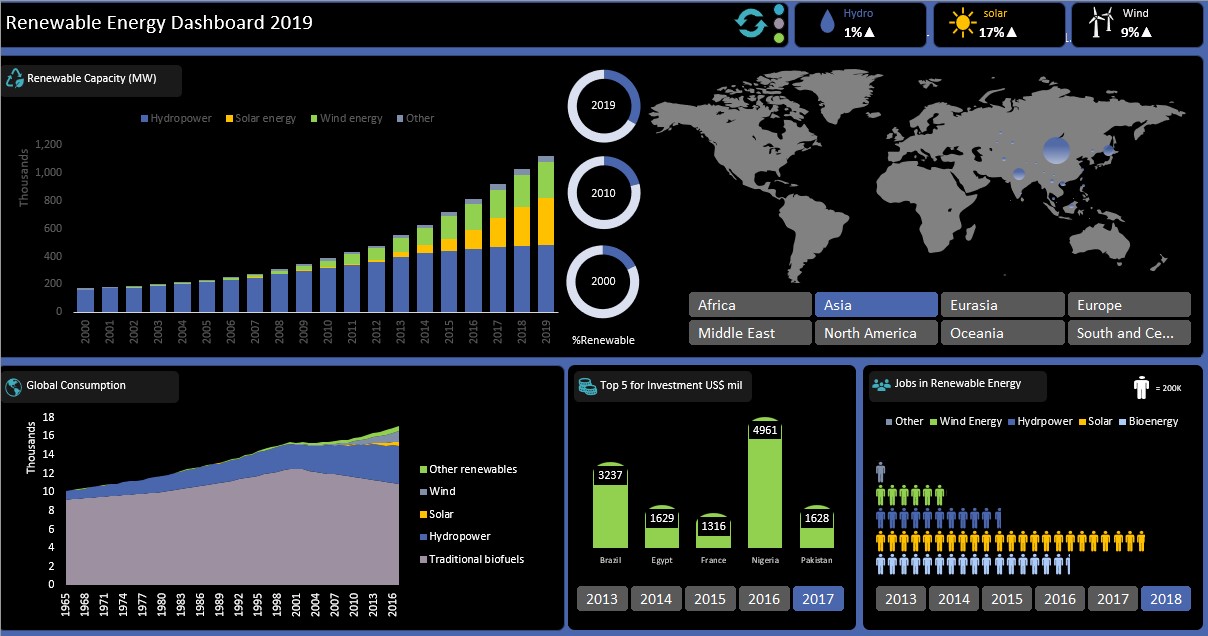 Renewable Energy Dashboard 2019
Hydro
1%▲
solar
17%▲
Wind
9%▲
Renewable Capacity (MW)
Hydropower Solar energy Wind energy Other
Thousands
1,200
1,000
800
600
400
200
0
2000 2001 2002 2003 2004 2005 2006 2007 2008 2009 2010 2011 2012 2013 2014 2015 2016 2017 2018 2019
2019
2010
2000
%Renewable
Africa Asia Eurasia Europe
Middle East North America Oceania South and Ce...
Global Consumption
Thousands
18
16
14
12
10
8
6
4
2
0
1965 1968 1971 1974 1977 1980 1983 1986 1989 1992 1995 1998 2001 2004 2007 2010 2013 2016
Other renewables
Wind
Solar
Hydropower
Traditional biofuels
Top 5 for Investment US$ mil
3237 1629 1316 4961 1628
Brazil Egypt France Nigeria Pakistan
2013 2014 2015 2016 2017
Jobs in Renewable Energy
= 200K
Other Wind Energy Hydrpower Solar Bioenergy
2013 2014 2015 2016 2017 2018